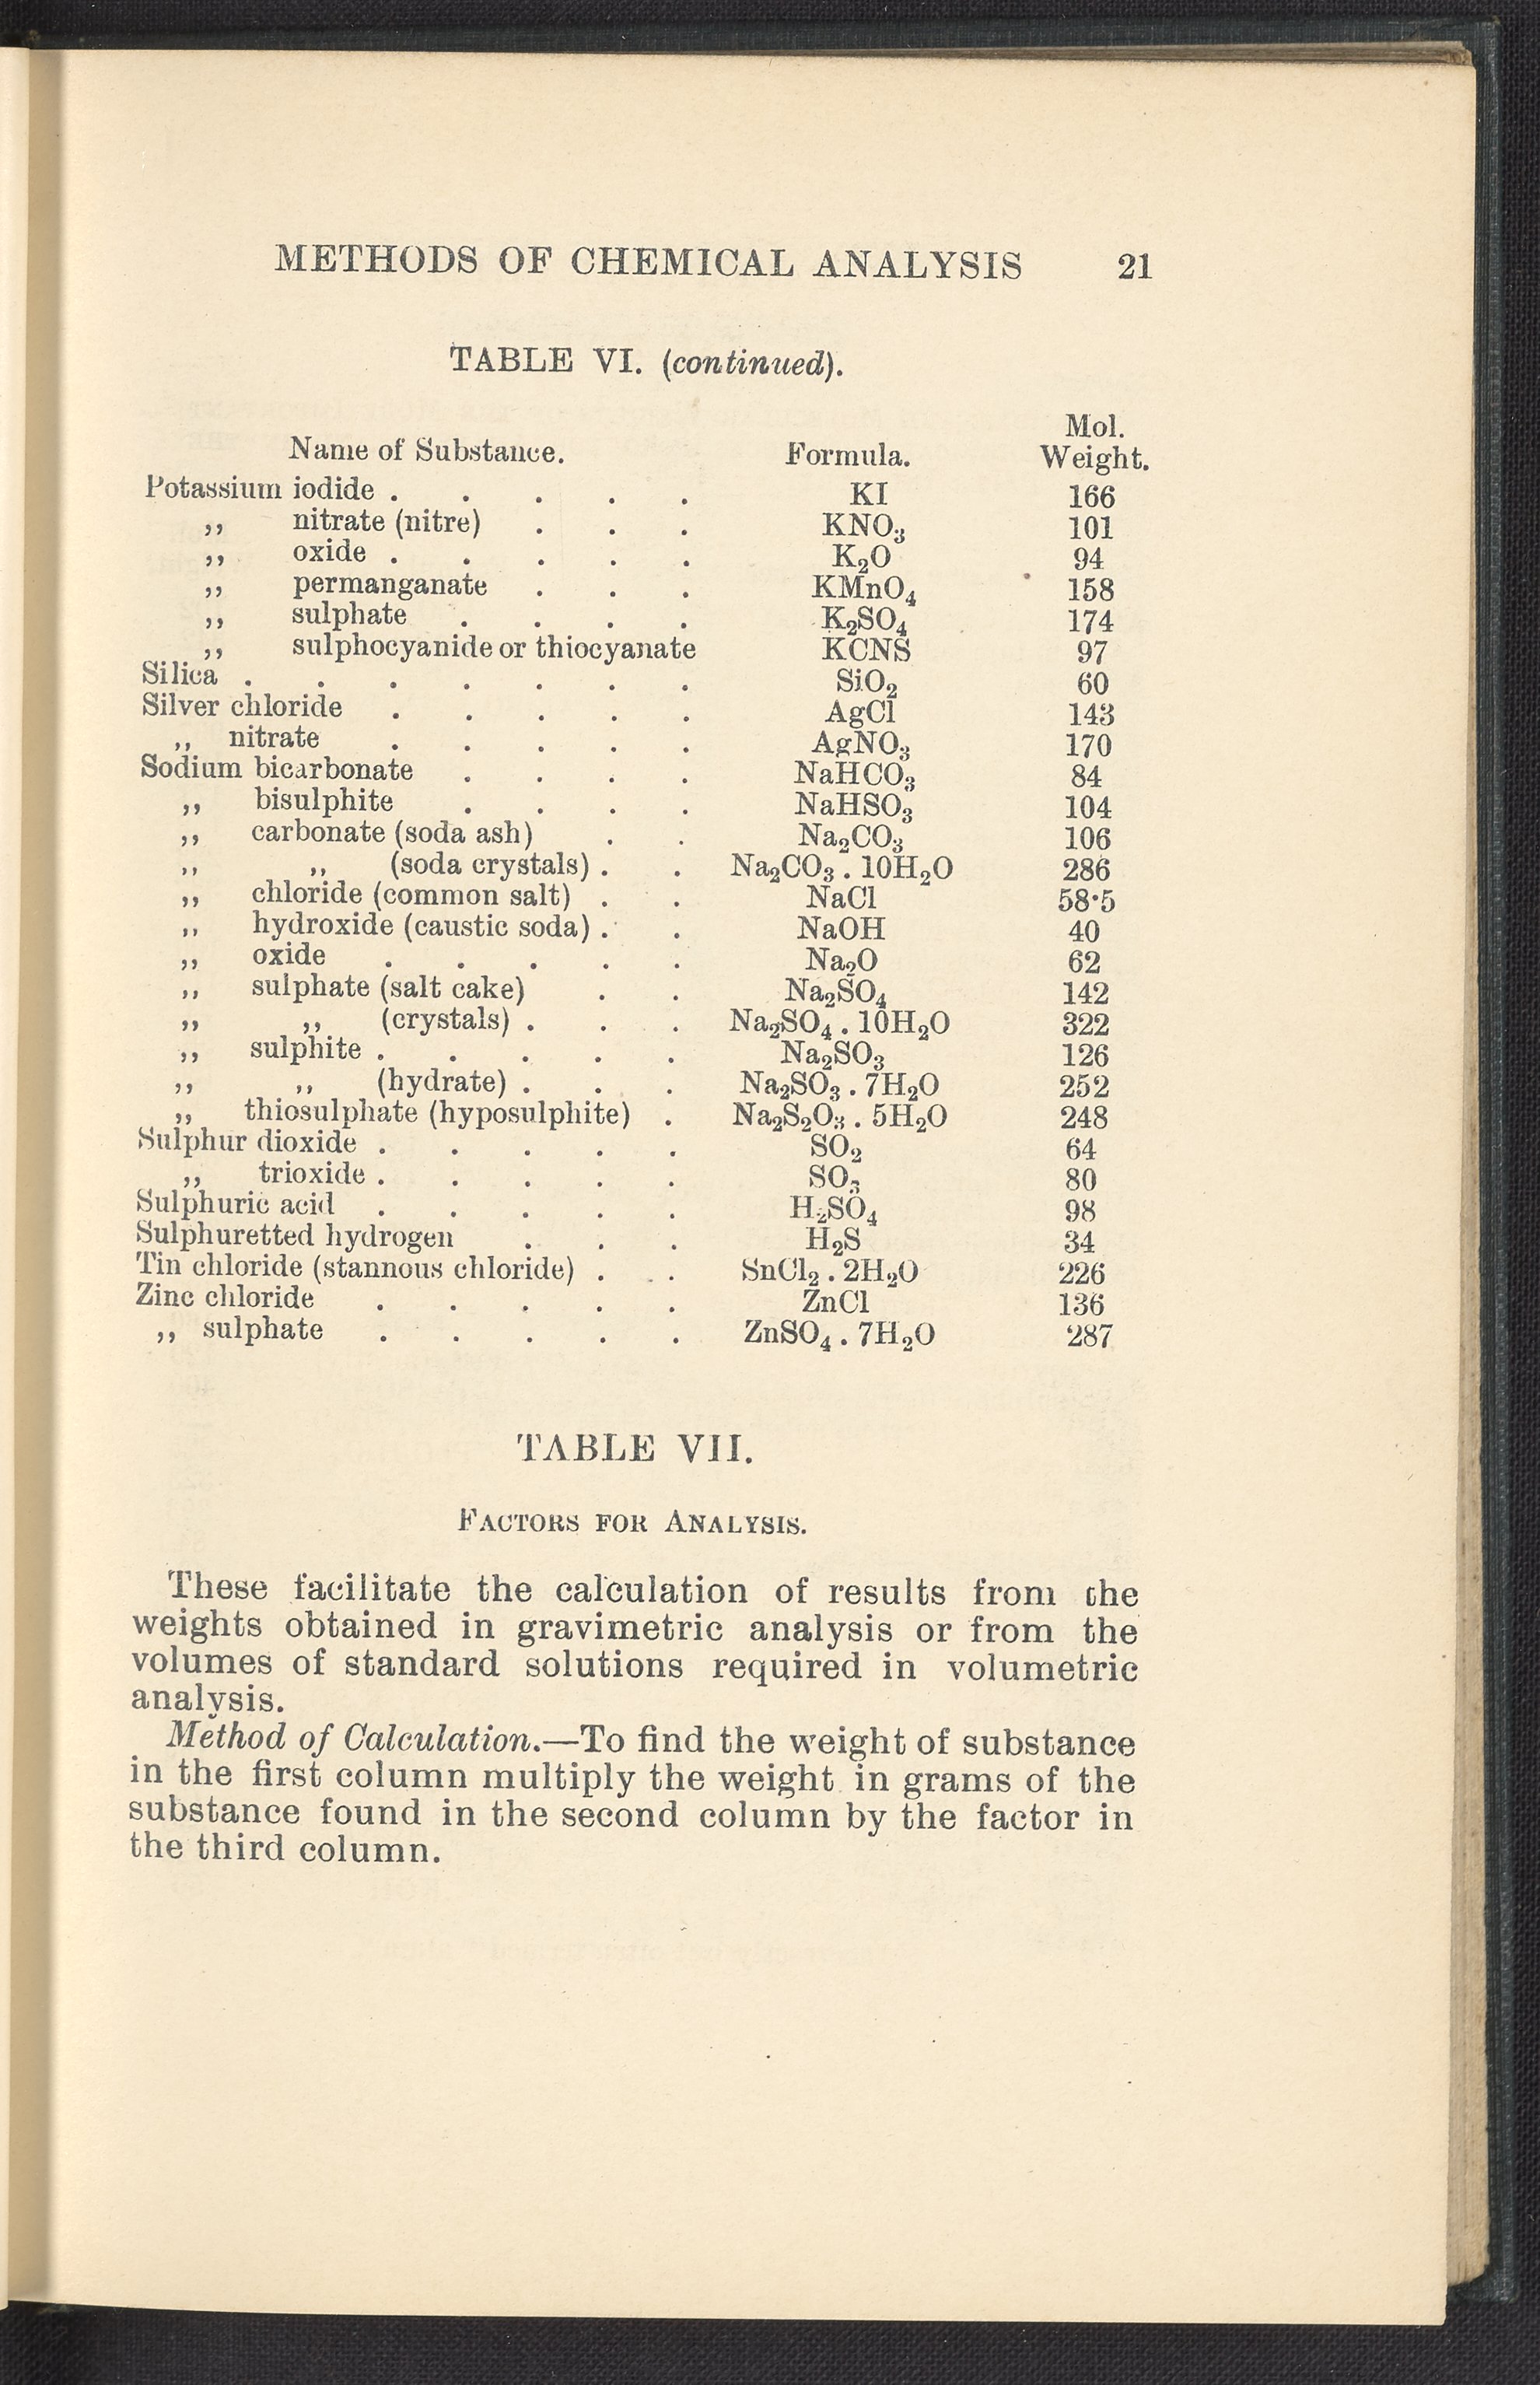 METHODS OF CHEMICAL ANALYSIS 21
TABLE VI. (continued).
Name of Substance. Formula. Mol. Weight.
Potassium iodide . . . . . KI 166
,, nitrate (nitre) . . . KNO₃ 101
,, oxide . . . . . K₂O 94
,, permanganate . . . KMnO₄ 158
,, sulphate . . . . K₂SO₄ 174
,, sulphocyanide or thiocyanate KCNS 97
Silica . . . . . . . SiO₂ 60
Silver chloride . . . . . AgCl 143
,, nitrate . . . . . AgNO₃ 170
Sodium bicarbonate . . . . NaHCO₃ 84
,, bisulphite . . . . NaHSO₃ 104
,, carbonate (soda ash) . . Na₂CO₃ 106
,, ,, (soda crystals) . . Na₂CO₃ . 10H₂O 286
,, chloride (common salt) . . NaCl 58·5
,, hydroxide (caustic soda) . . NaOH 40
,, oxide . . . . . Na₂O 62
,, sulphate (salt cake) . . Na₂SO₄ 142
,, ,, (crystals) . . . Na₂SO₄ . 10H₂O 322
,, sulphite . . . . . Na₂SO₃ 126
,, ,, (hydrate) . . . Na₂SO₃ . 7H₂O 252
,, thiosulphate (hyposulphite) . Na₂S₂O₃ . 5H₂O 248
Sulphur dioxide . . . . . SO₂ 64
,, trioxide . . . . . SO₃ 80
Sulphuric acid . . . . . H₂SO₄ 98
Sulphuretted hydrogen . . . H₂S 34
Tin chloride (stannous chloride) . . SnCl₂ . 2H₂O 226
Zinc chloride . . . . . ZnCl 136
,, sulphate . . . . . ZnSO₄ . 7H₂O 287
TABLE VII.
FACTORS FOR ANALYSIS.
These facilitate the calculation of results from the
weights obtained in gravimetric analysis or from the
volumes of standard solutions required in volumetric
analysis.
Method of Calculation.—To find the weight of substance
in the first column multiply the weight in grams of the
substance found in the second column by the factor in
the third column.